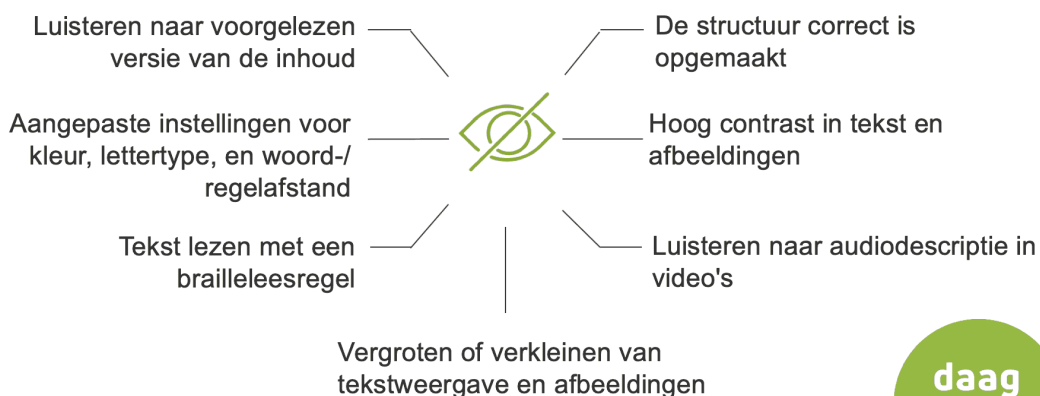 Luisteren naar voorgelezen
versie van de inhoud
Aangepaste instellingen voor
kleur, lettertype, en woord-/
regelafstand
Tekst lezen met een
brailleleesregel
Vergroten of verkleinen van
tekstweergave en afbeeldingen
De structuur correct is
opgemaakt
Hoog contrast in tekst en
afbeeldingen
Luisteren naar audiodescriptie in
video's
daag